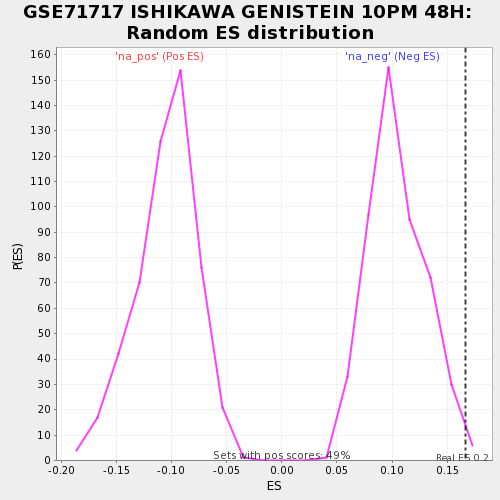 GSE71717 ISHIKAWA GENISTEIN 10PM 48H:
Random ES distribution
'na_pos' (Pos ES)
'na_neg' (Neg ES)
160
150
140
130
120
110
100
90
80
70
60
50
40
30
20
10
0
P(ES)
Sets with pos scores: 49%
Real ES 0.2
-0.20 -0.15 -0.10 -0.05 0.00 0.05 0.10 0.15
ES